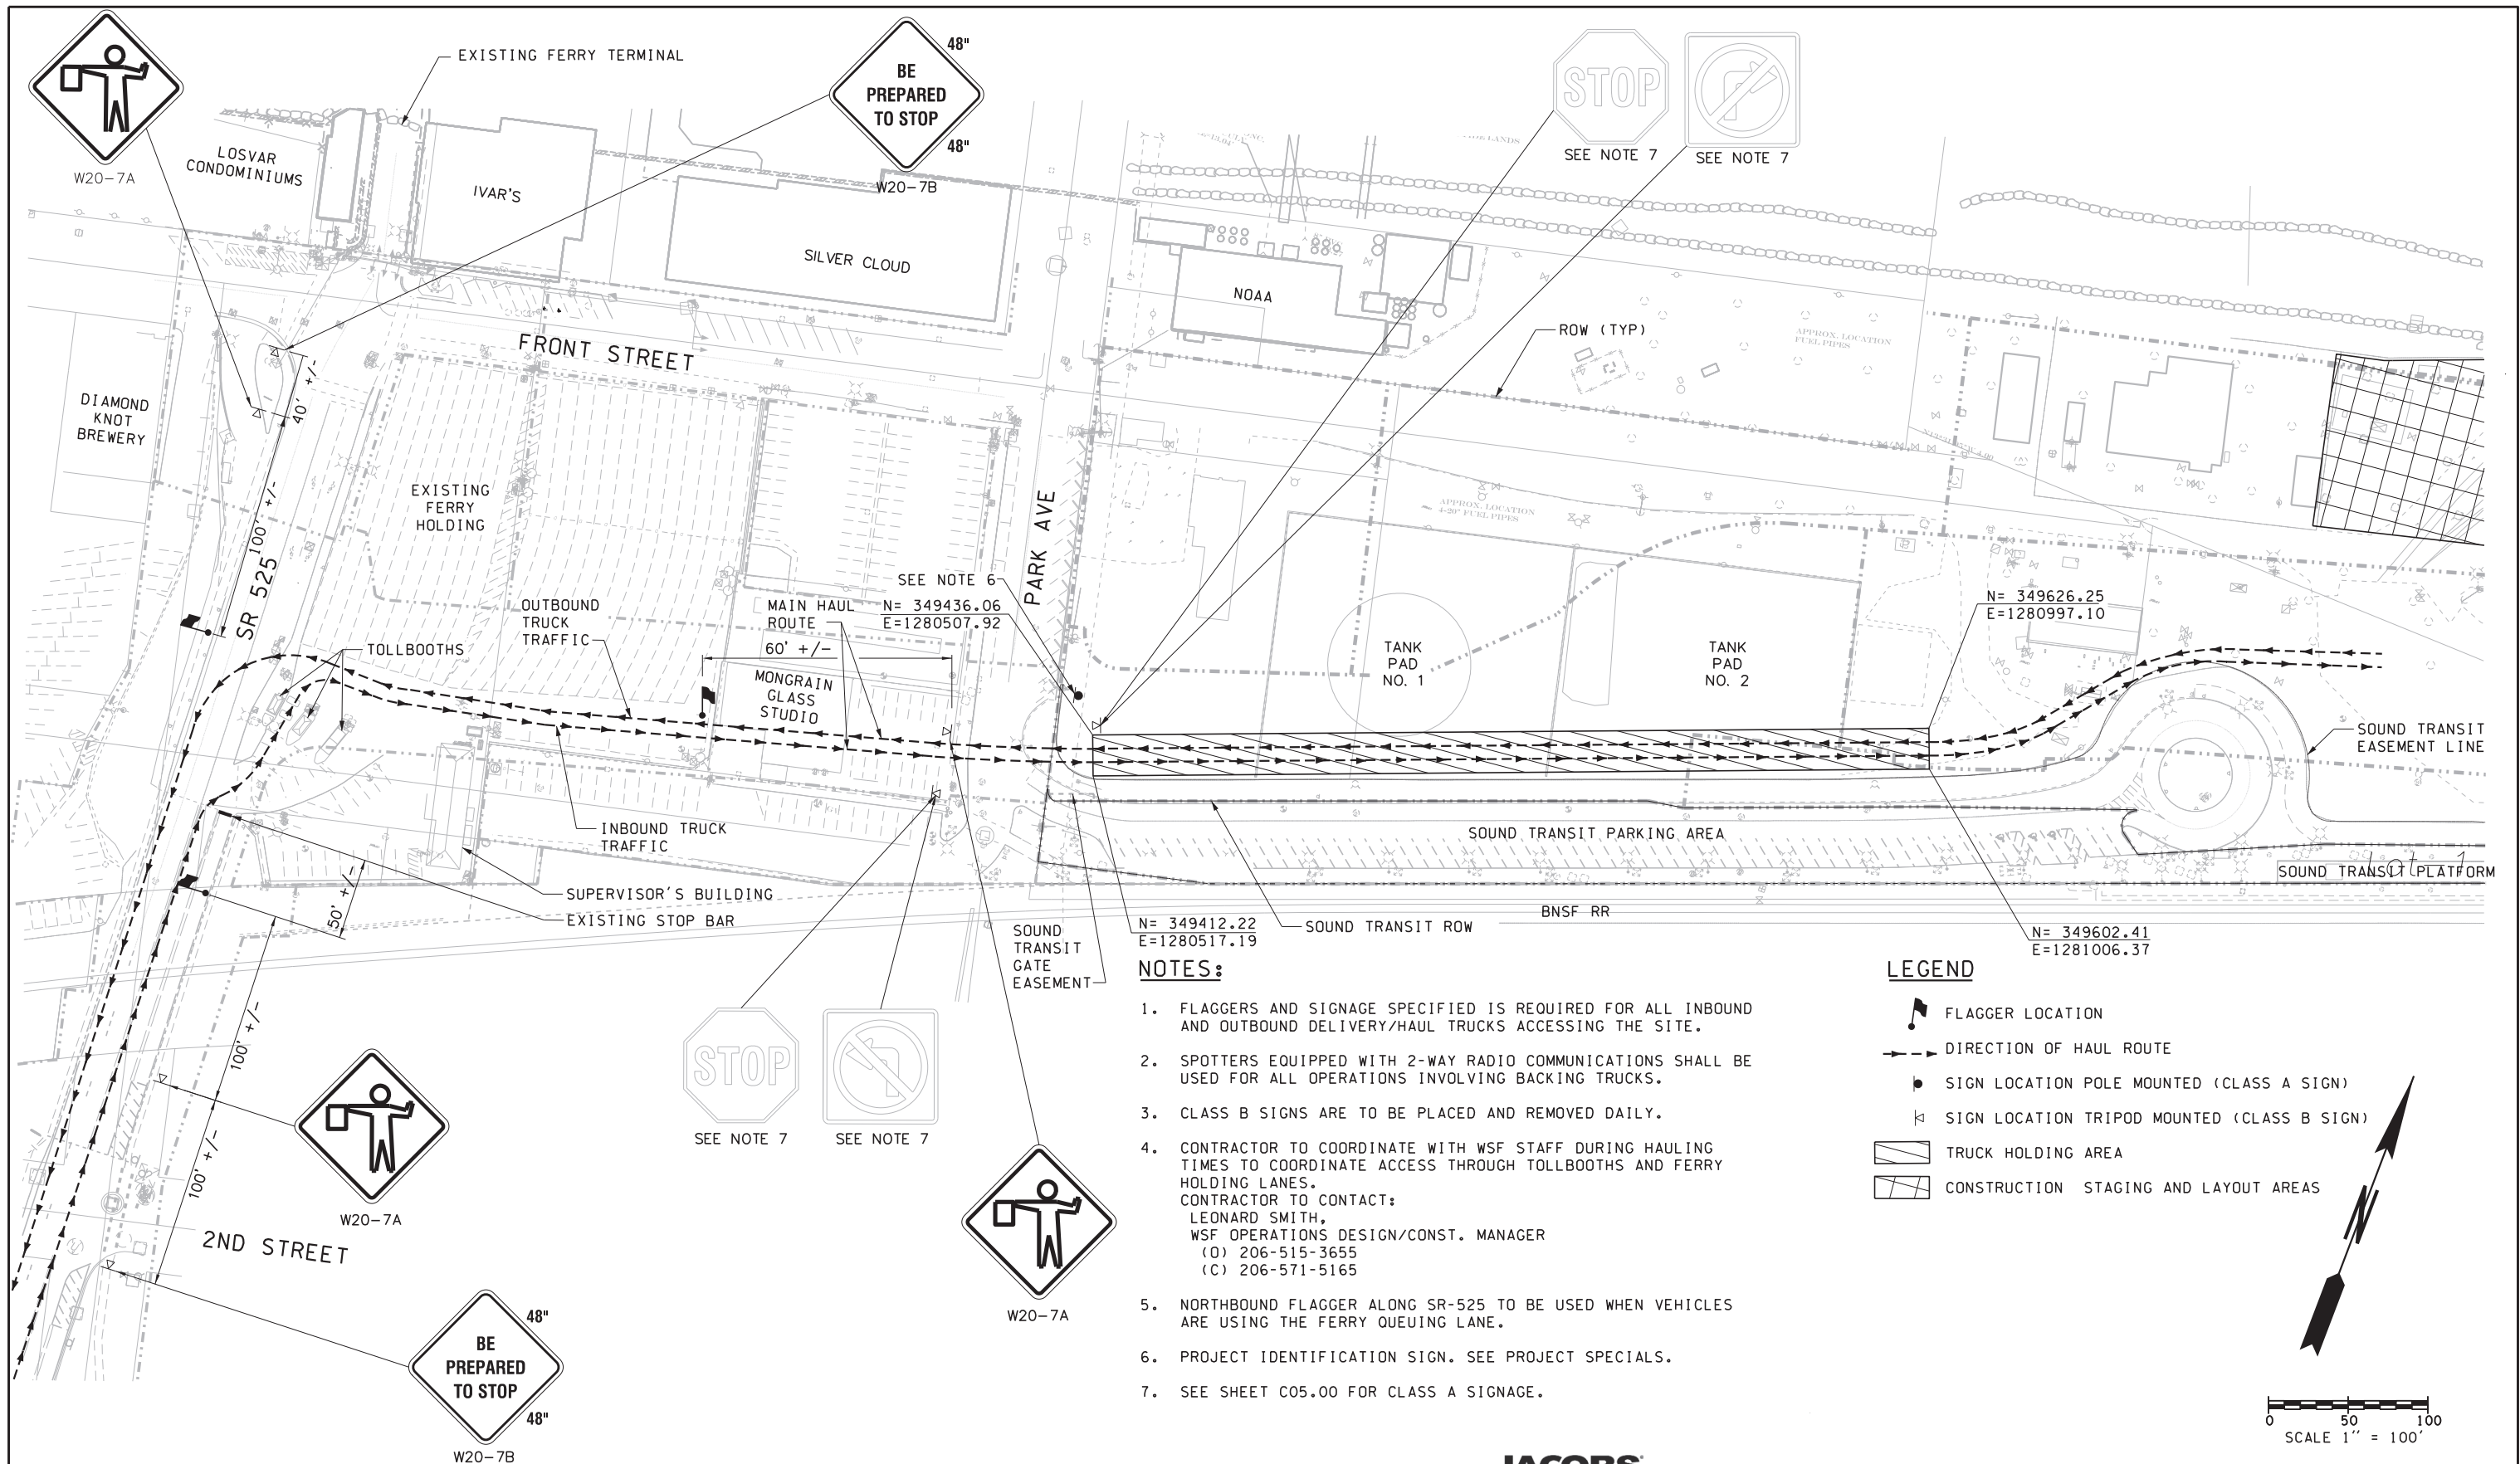 EXISTING FERRY TERMINAL
W20-7A
LOSVAR
CONDOMINIUMS
IVAR'S
BE
PREPARED
TO STOP
48"
48"
W20-7B
SILVER CLOUD
STOP
SEE NOTE 7
SEE NOTE 7
NOAA
ROW (TYP)
APPROX. LOCATION
FUEL PIPES
FRONT STREET
DIAMOND
KNOT
BREWERY
40' +/-
100' +/-
SR 525
EXISTING
FERRY
HOLDING
PARK AVE
APPROX. LOCATION
4-20" FUEL PIPES
SEE NOTE 6
N= 349436.06
E=1280507.92
OUTBOUND
TRUCK
TRAFFIC
MAIN HAUL
ROUTE
60' +/-
TOLLBOOTHS
MONGRAIN
GLASS
STUDIO
TANK
PAD
NO. 1
TANK
PAD
NO. 2
N= 349626.25
E=1280997.10
SOUND TRANSIT
EASEMENT LINE
INBOUND TRUCK
TRAFFIC
SOUND TRANSIT PARKING AREA
SUPERVISOR'S BUILDING
EXISTING STOP BAR
50' +/-
SOUND TRANSIT PLATFORM
Lot 1
BNSF RR
SOUND
TRANSIT
GATE
EASEMENT
N= 349412.22
E=1280517.19
SOUND TRANSIT ROW
N= 349602.41
E=1281006.37
100' +/-
100' +/-
W20-7A
2ND STREET
BE
PREPARED
TO STOP
48"
48"
W20-7B
STOP
SEE NOTE 7
SEE NOTE 7
W20-7A
NOTES:
1. FLAGGERS AND SIGNAGE SPECIFIED IS REQUIRED FOR ALL INBOUND
AND OUTBOUND DELIVERY/HAUL TRUCKS ACCESSING THE SITE.
2. SPOTTERS EQUIPPED WITH 2-WAY RADIO COMMUNICATIONS SHALL BE
USED FOR ALL OPERATIONS INVOLVING BACKING TRUCKS.
3. CLASS B SIGNS ARE TO BE PLACED AND REMOVED DAILY.
4. CONTRACTOR TO COORDINATE WITH WSF STAFF DURING HAULING
TIMES TO COORDINATE ACCESS THROUGH TOLLBOOTHS AND FERRY
HOLDING LANES.
CONTRACTOR TO CONTACT:
LEONARD SMITH,
WSF OPERATIONS DESIGN/CONST. MANAGER
(O) 206-515-3655
(C) 206-571-5165
5. NORTHBOUND FLAGGER ALONG SR-525 TO BE USED WHEN VEHICLES
ARE USING THE FERRY QUEUING LANE.
6. PROJECT IDENTIFICATION SIGN. SEE PROJECT SPECIALS.
7. SEE SHEET C05.00 FOR CLASS A SIGNAGE.
LEGEND
FLAGGER LOCATION
DIRECTION OF HAUL ROUTE
SIGN LOCATION POLE MOUNTED (CLASS A SIGN)
SIGN LOCATION TRIPOD MOUNTED (CLASS B SIGN)
TRUCK HOLDING AREA
CONSTRUCTION STAGING AND LAYOUT AREAS
N
0 50 100
SCALE 1" = 100'
JACOBS